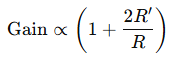 Gain ∝ (1 + 2R′/R)